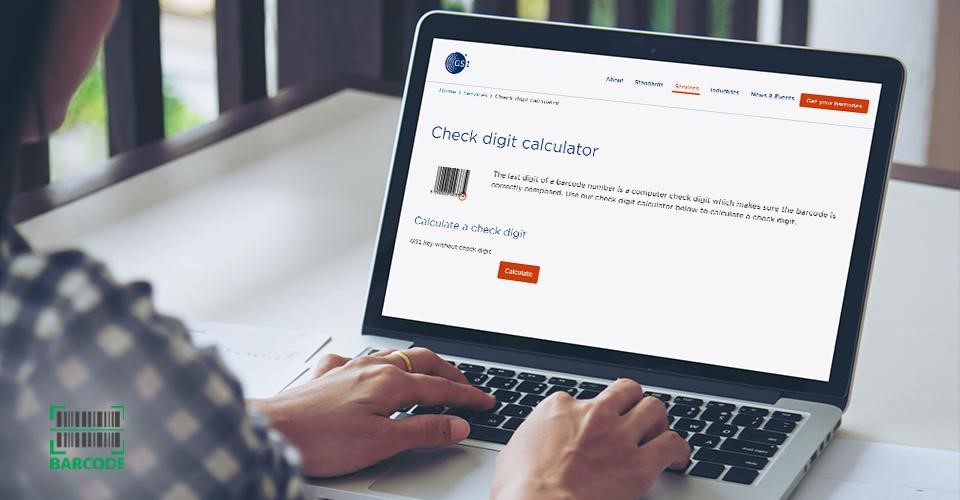 GS1
About Standards Services Industries News & Events Get your barcodes
Home > Services > Check digit calculator
Check digit calculator
The last digit of a barcode number is a computer check digit which makes sure the barcode is
correctly composed. Use our check digit calculator below to calculate a check digit.
Calculate a check digit
GS1 key without check digit
Calculate
BARCODE